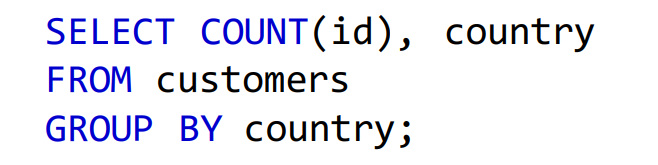 SELECT COUNT(id), country
FROM customers
GROUP BY country;